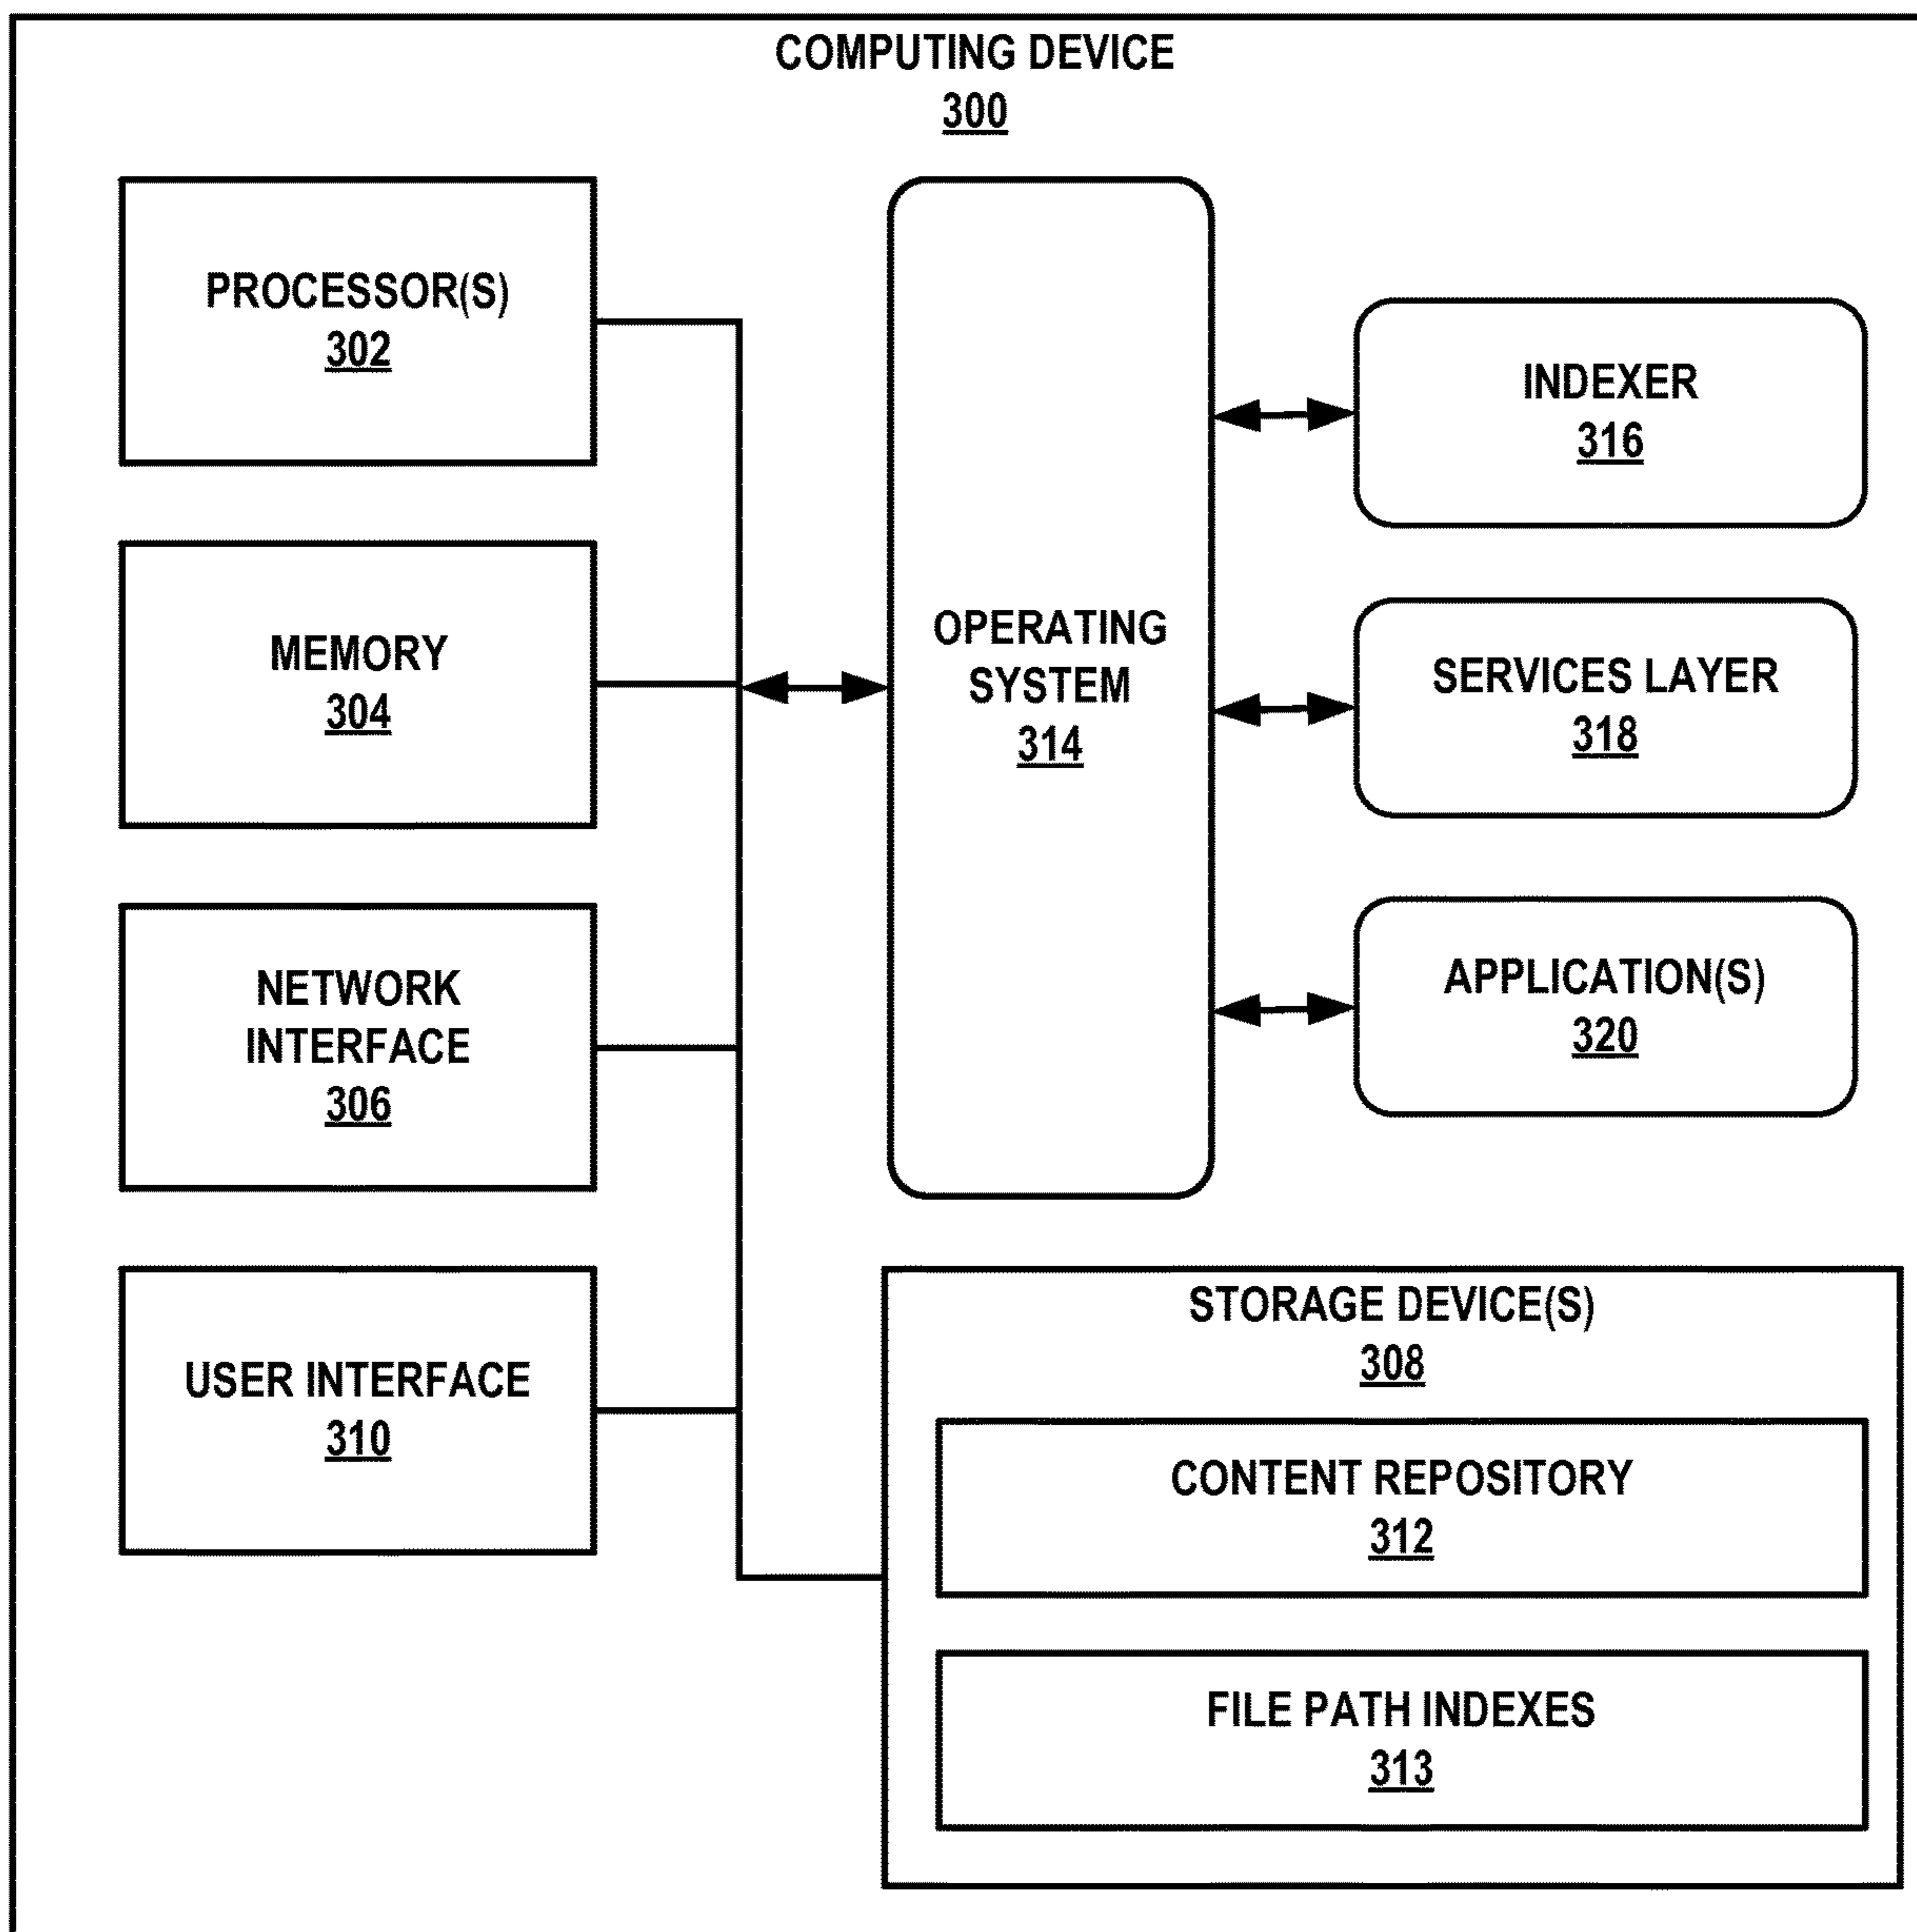 COMPUTING DEVICE
300
PROCESSOR(S)
302
MEMORY
304
NETWORK
INTERFACE
306
USER INTERFACE
310
OPERATING
SYSTEM
314
INDEXER
316
SERVICES LAYER
318
APPLICATION(S)
320
STORAGE DEVICE(S)
308
CONTENT REPOSITORY
312
FILE PATH INDEXES
313